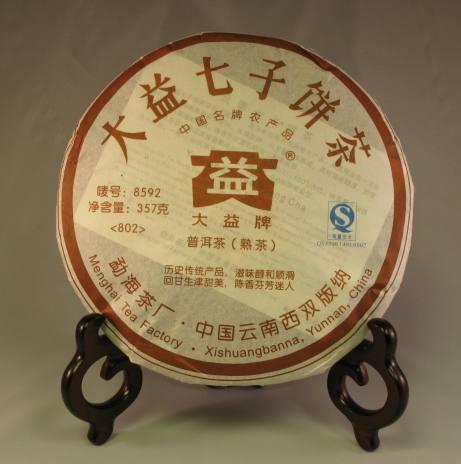 大益七子饼茶
中国名牌农产品
益®
唛号：8592
净含量：357克
<802>
大益牌
普洱茶（熟茶）
历史传统产品，滋味醇和顺滑
回甘生津甜美，陈香芬芳迷人
勐海茶厂·中国云南西双版纳
Menghai Tea Factory · Xishuangbanna, Yunnan, China